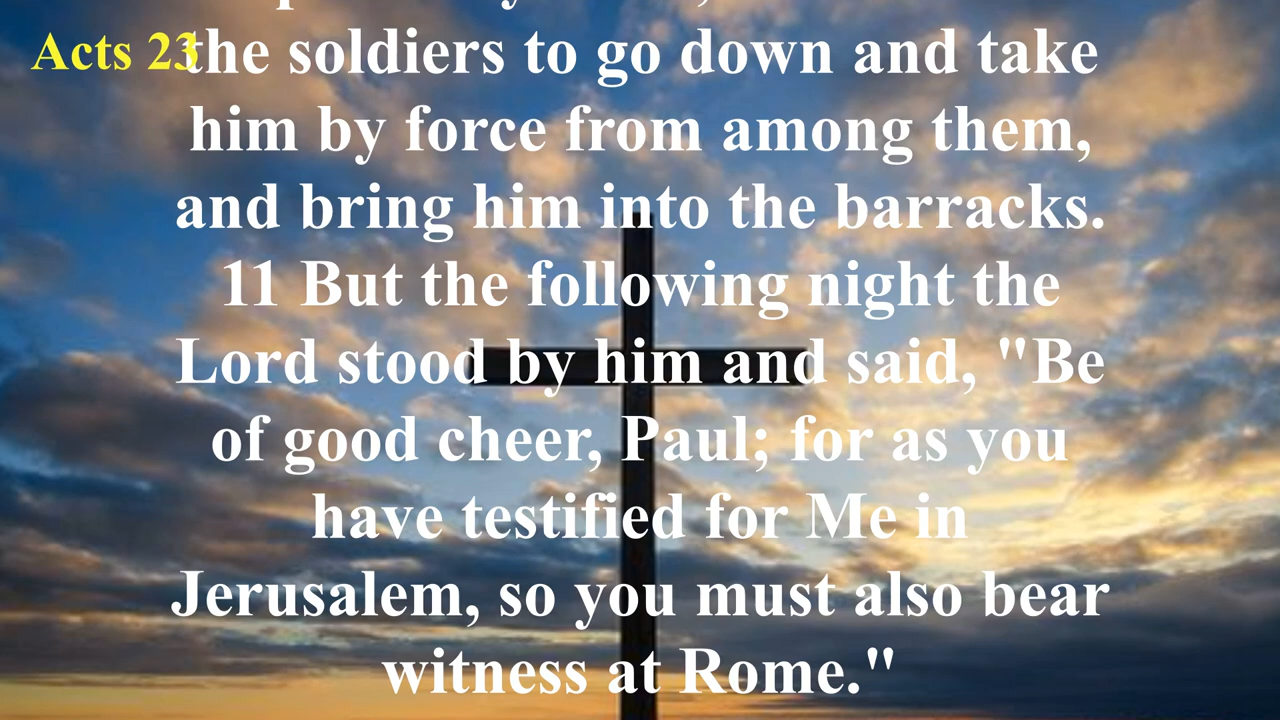 Acts 23
the soldiers to go down and take
him by force from among them,
and bring him into the barracks.
11 But the following night the
Lord stood by him and said, "Be
of good cheer, Paul; for as you
have testified for Me in
Jerusalem, so you must also bear
witness at Rome."